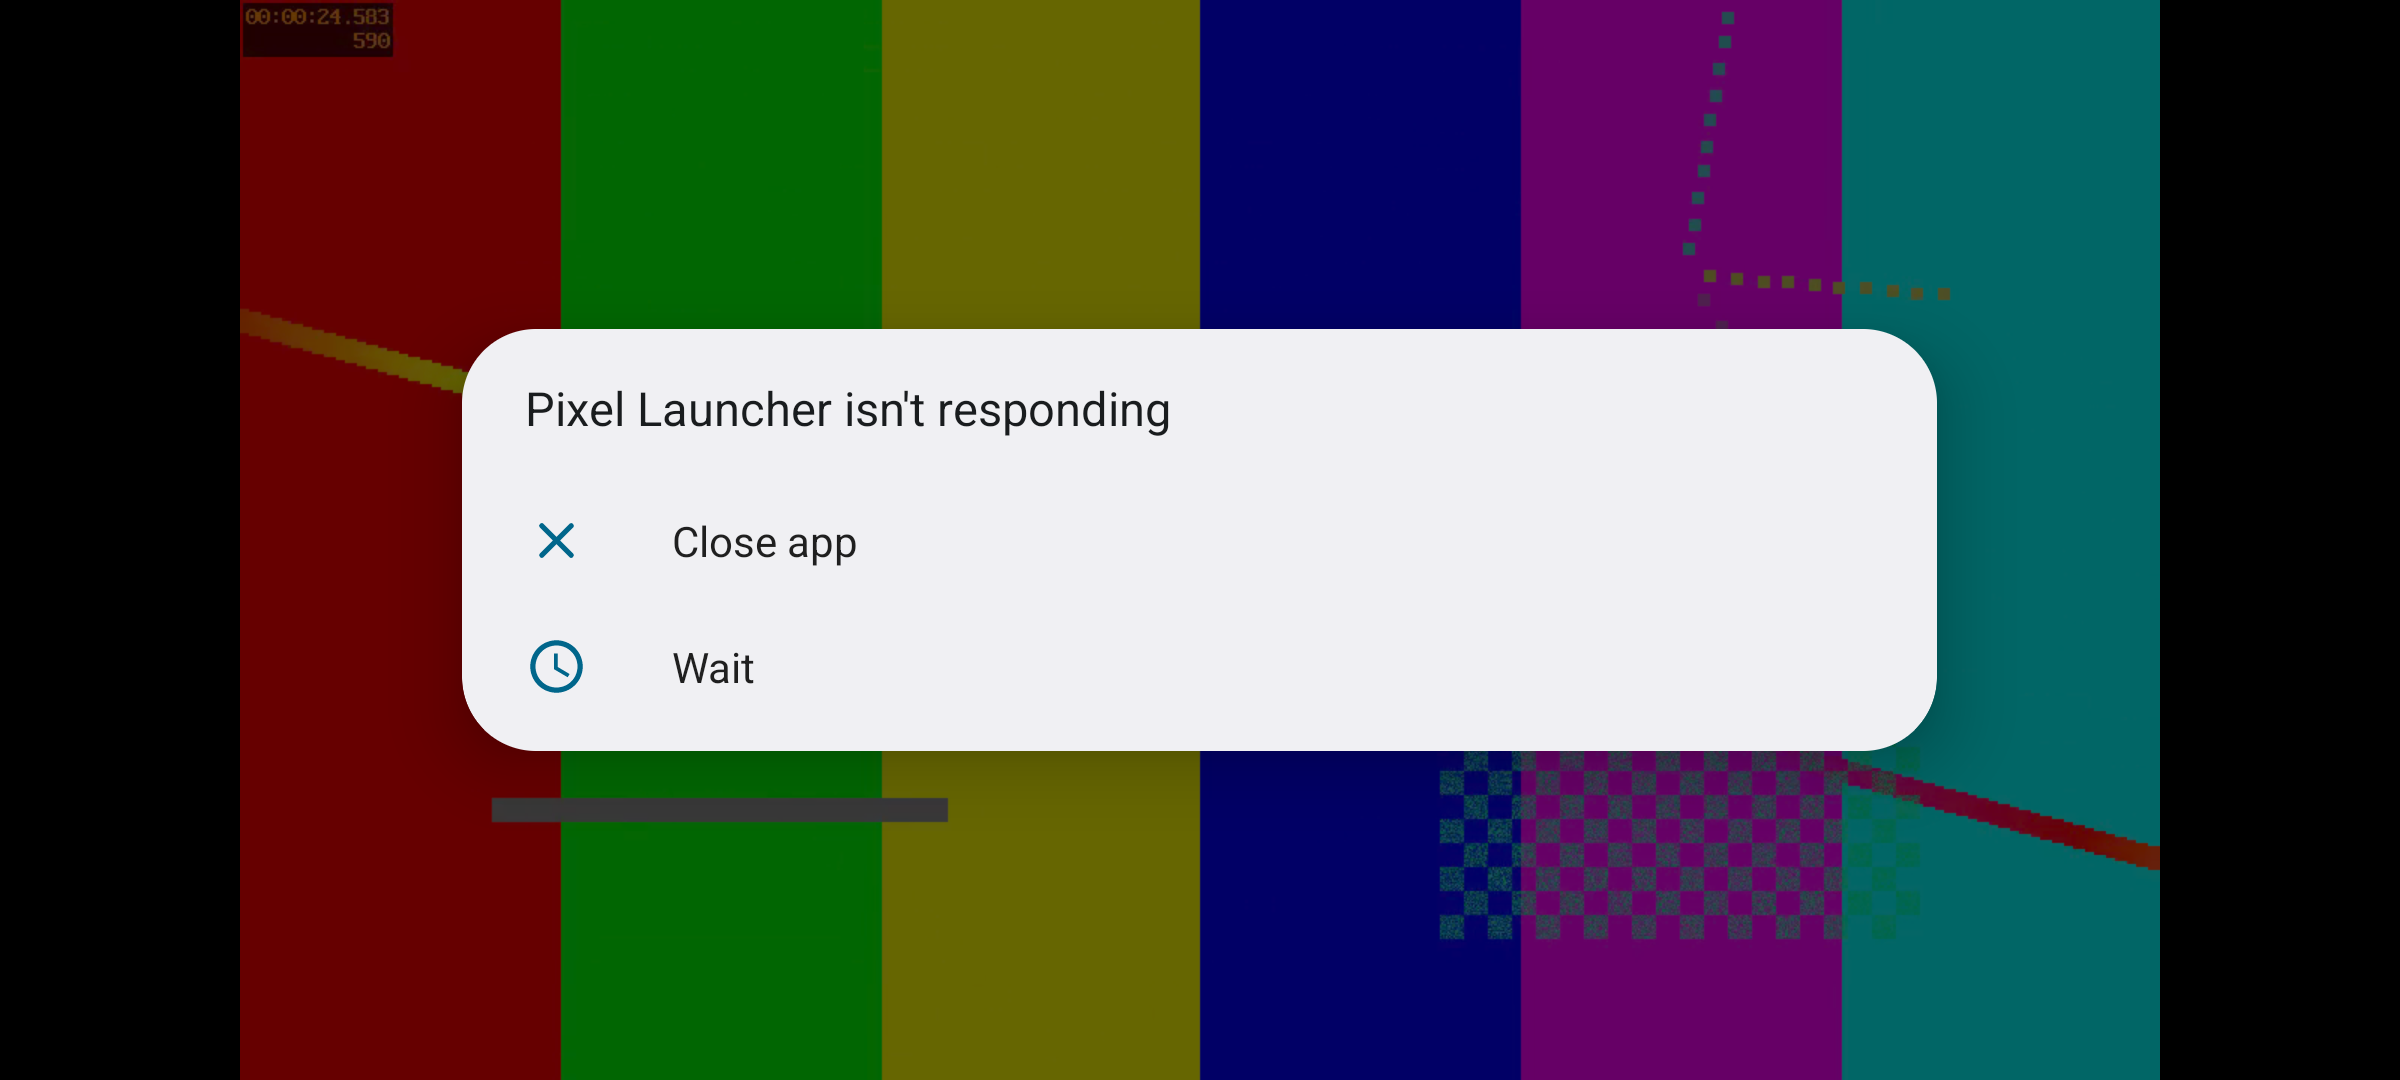 00:00:24.583
590
Pixel Launcher isn't responding
Close app
Wait